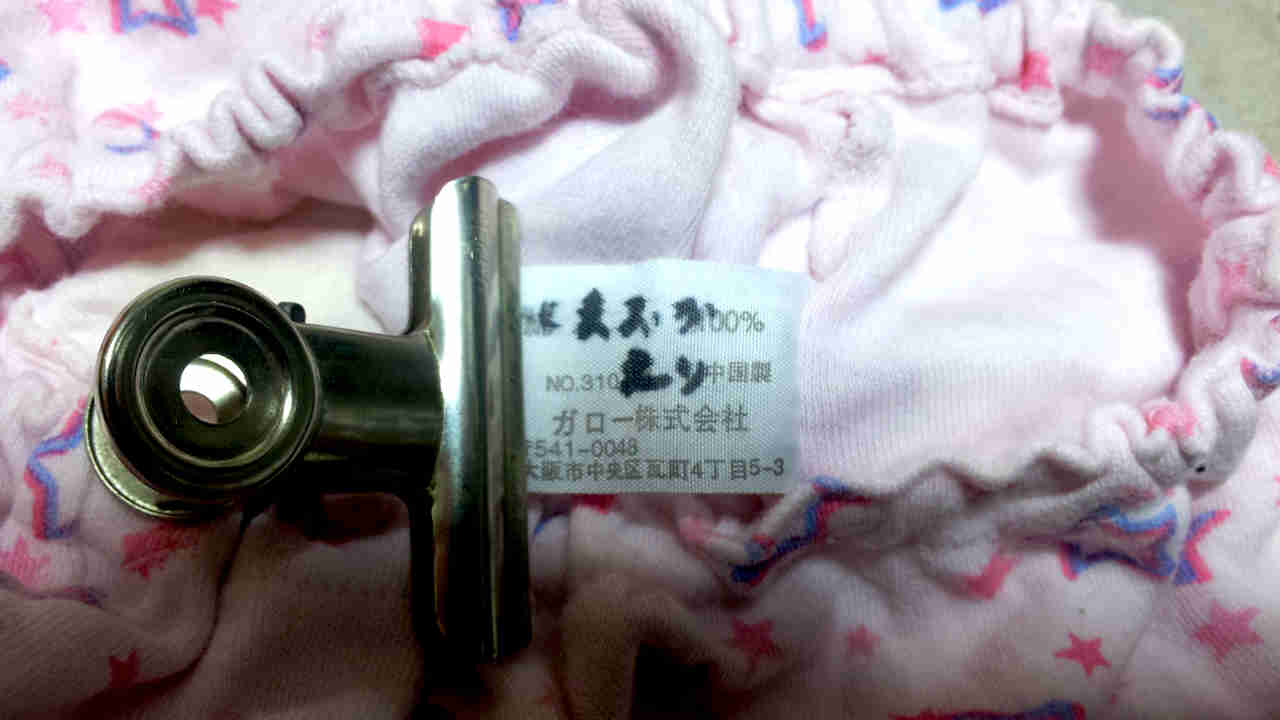 100%
NO.310 中国製
ガロー株式会社
〒541-0048
大阪市中央区瓦町4丁目5-3